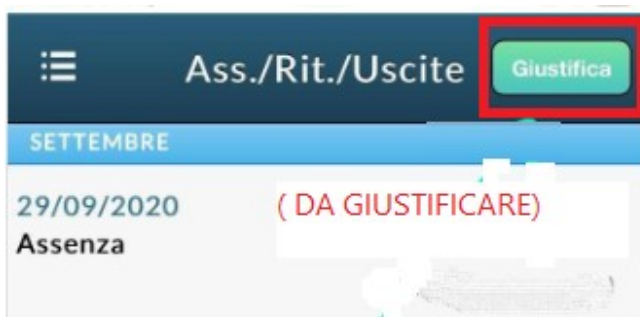 Ass./Rit./Uscite Giustifica
SETTEMBRE
29/09/2020 ( DA GIUSTIFICARE)
Assenza